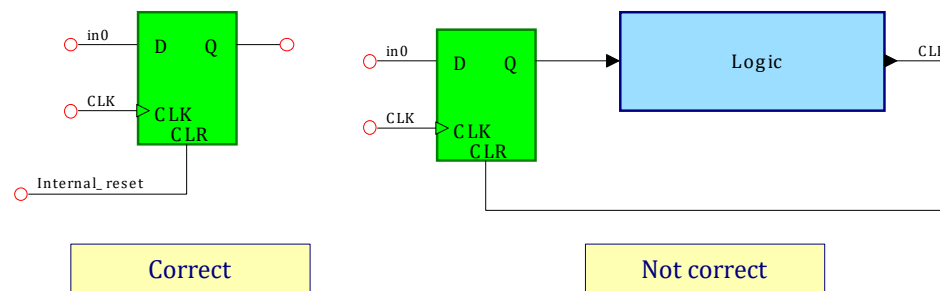 in0
D Q
CLK
CLK
CLR
Internal_reset
Correct
in0
D Q
CLK
CLK
CLR
Logic
Not correct